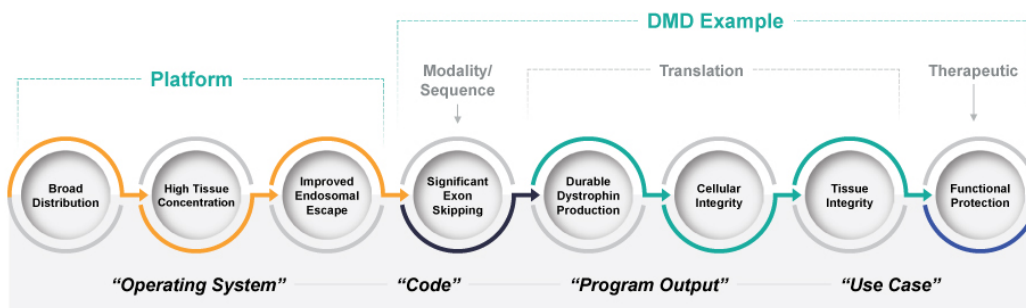 DMD Example
Platform
Modality/
Sequence
Translation
Therapeutic
Broad
Distribution
High Tissue
Concentration
Improved
Endosomal
Escape
Significant
Exon
Skipping
Durable
Dystrophin
Production
Cellular
Integrity
Tissue
Integrity
Functional
Protection
“Operating System”
“Code”
“Program Output”
“Use Case”